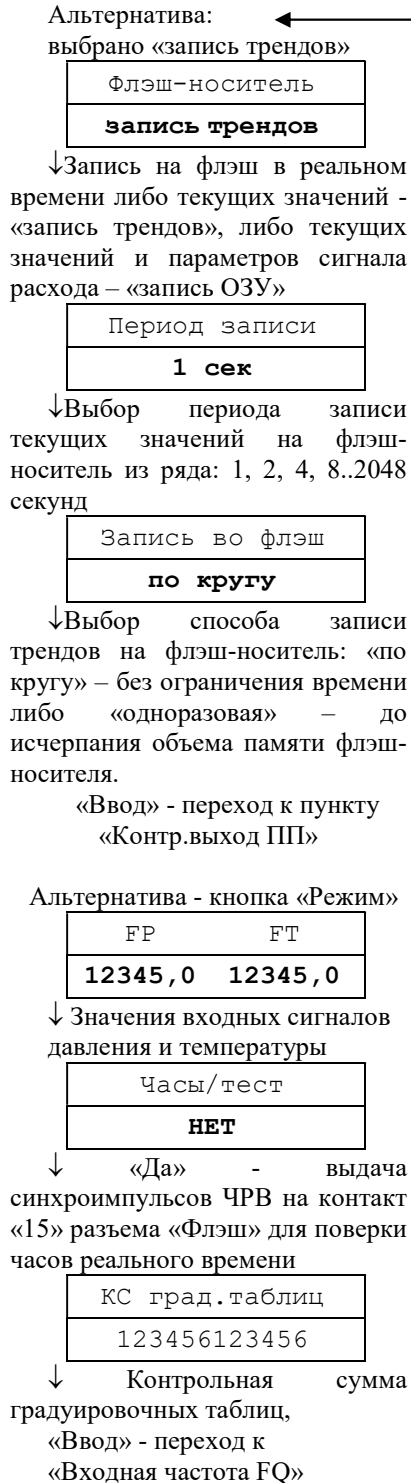 Альтернатива:
выбрано «запись трендов»
Флэш-носитель
запись трендов
↓Запись на флэш в реальном
времени либо текущих значений -
«запись трендов», либо текущих
значений и параметров сигнала
расхода – «запись ОЗУ»
Период записи
1 сек
↓Выбор периода записи
текущих значений на флэш-
носитель из ряда: 1, 2, 4, 8..2048
секунд
Запись во флэш
по кругу
↓Выбор способа записи
трендов на флэш-носитель: «по
кругу» – без ограничения времени
либо «одноразовая» – до
исчерпания объема памяти флэш-
носителя.
«Ввод» - переход к пункту
«Контр.выход ПП»
Альтернатива - кнопка «Режим»
FP FT
12345,0 12345,0
↓ Значения входных сигналов
давления и температуры
Часы/тест
НЕТ
↓ «Да» - выдача
синхроимпульсов ЧРВ на контакт
«15» разъема «Флэш» для поверки
часов реального времени
КС град.таблиц
123456123456
↓ Контрольная сумма
градуировочных таблиц,
«Ввод» - переход к
«Входная частота FQ»